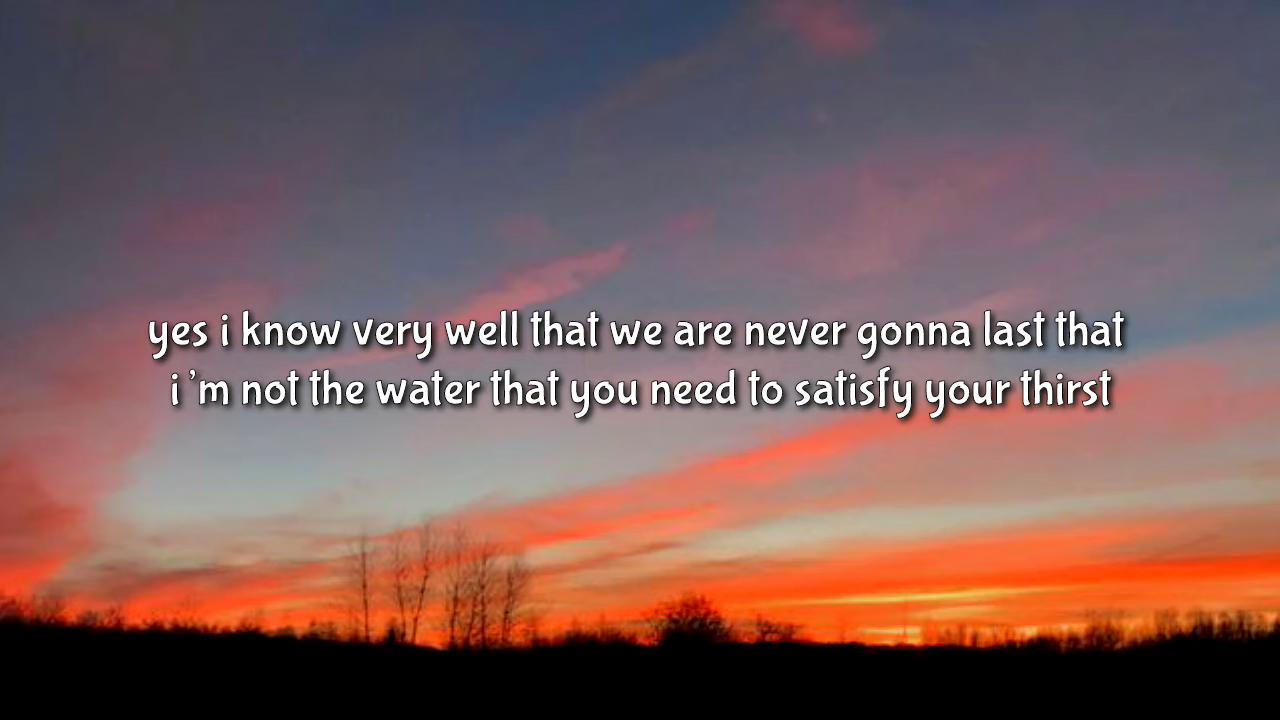 yes i know very well that we are never gonna last that
i'm not the water that you need to satisfy your thirst